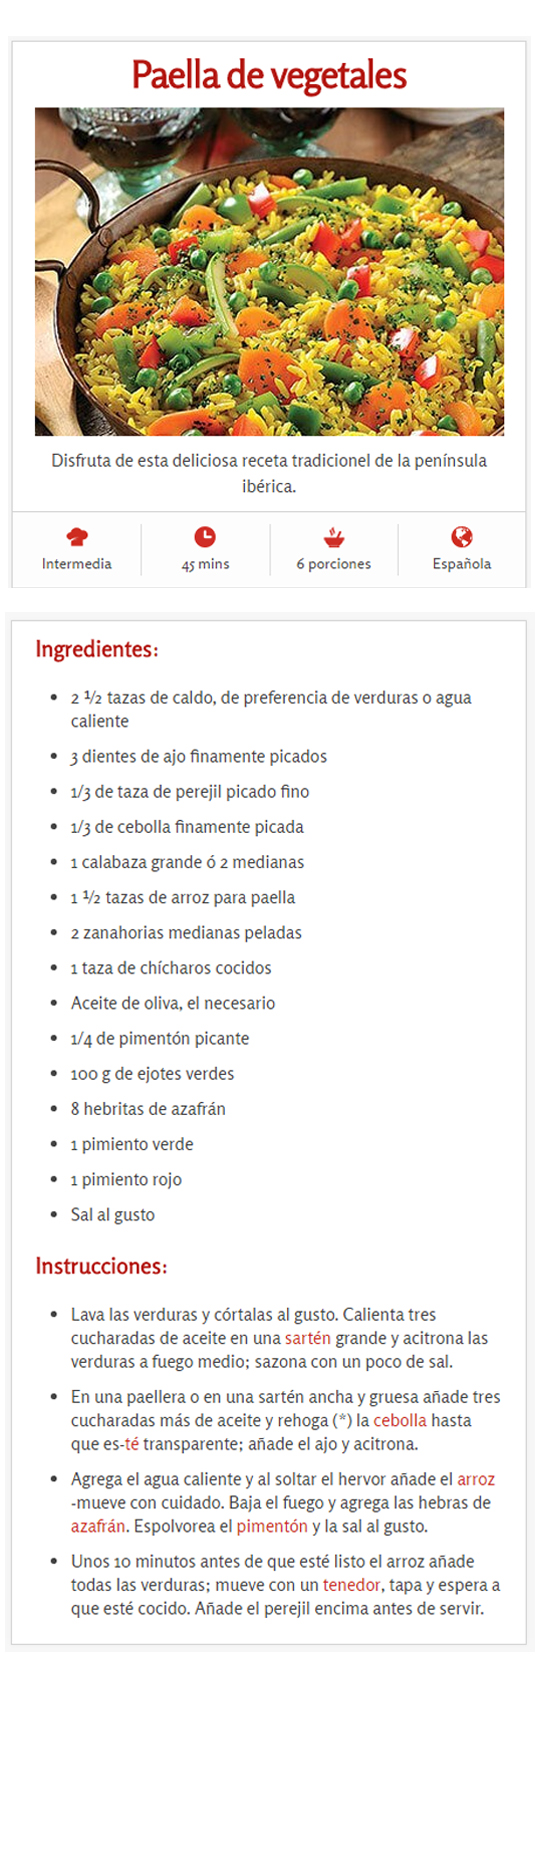 Paella de vegetales
Disfruta de esta deliciosa receta tradicionel de la península
ibérica.
Intermedia
45 mins
6 porciones
Española
Ingredientes:
• 2 ½ tazas de caldo, de preferencia de verduras o agua
caliente
• 3 dientes de ajo finamente picados
• 1/3 de taza de perejil picado fino
• 1/3 de cebolla finamente picada
• 1 calabaza grande ó 2 medianas
• 1 ½ tazas de arroz para paella
• 2 zanahorias medianas peladas
• 1 taza de chícharos cocidos
• Aceite de oliva, el necesario
• 1/4 de pimentón picante
• 100 g de ejotes verdes
• 8 hebritas de azafrán
• 1 pimiento verde
• 1 pimiento rojo
• Sal al gusto
Instrucciones:
• Lava las verduras y córtalas al gusto. Calienta tres
cucharadas de aceite en una sartén grande y acitrona las
verduras a fuego medio; sazona con un poco de sal.
• En una paellera o en una sartén ancha y gruesa añade tres
cucharadas más de aceite y rehoga (*) la cebolla hasta
que es-té transparente; añade el ajo y acitrona.
• Agrega el agua caliente y al soltar el hervor añade el arroz
-mueve con cuidado. Baja el fuego y agrega las hebras de
azafrán. Espolvorea el pimentón y la sal al gusto.
• Unos 10 minutos antes de que esté listo el arroz añade
todas las verduras; mueve con un tenedor, tapa y espera a
que esté cocido. Añade el perejil encima antes de servir.